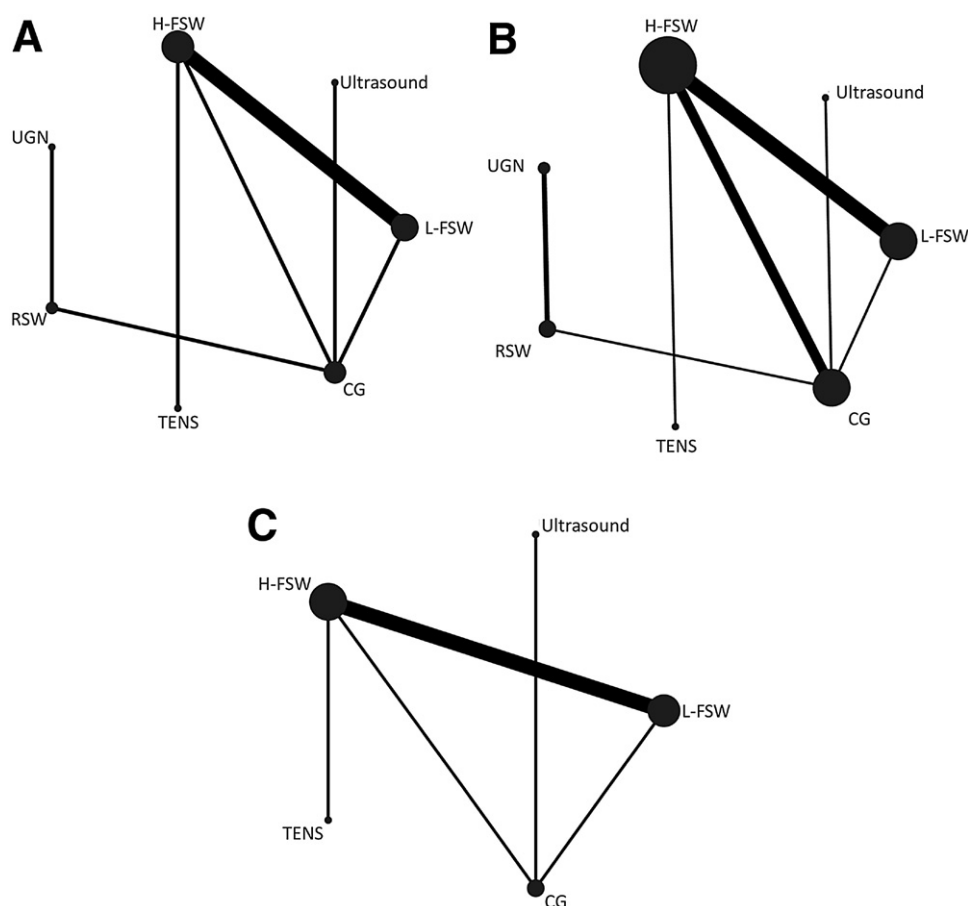 A
H-FSW
Ultrasound
UGN
L-FSW
RSW
CG
TENS
B
H-FSW
Ultrasound
UGN
L-FSW
RSW
CG
TENS
C
Ultrasound
H-FSW
L-FSW
TENS
CG